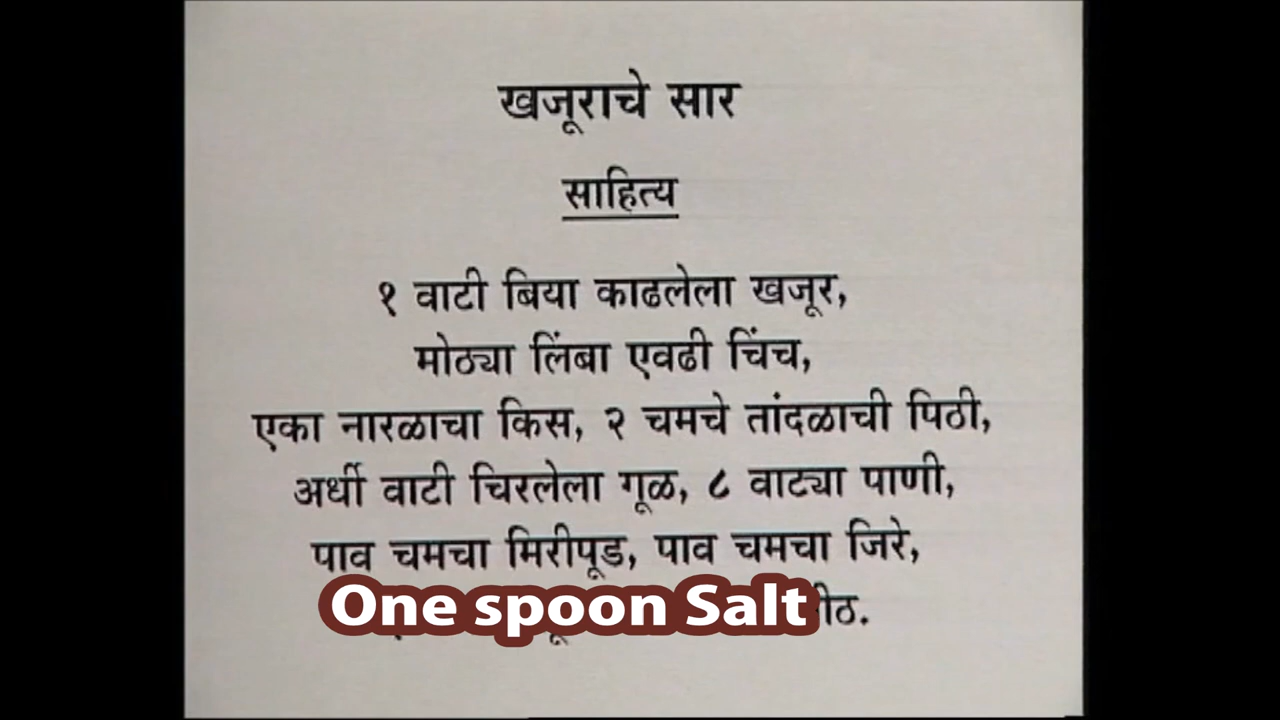 खजूराचे सार
साहित्य
१ वाटी बिया काढलेला खजूर,
मोठ्या लिंबा एवढी चिंच,
एका नारळाचा किस, २ चमचे तांदळाची पिठी,
अर्धी वाटी चिरलेला गूळ, ८ वाट्या पाणी,
पाव चमचा मिरीपूड, पाव चमचा जिरे,
One spoon Salt